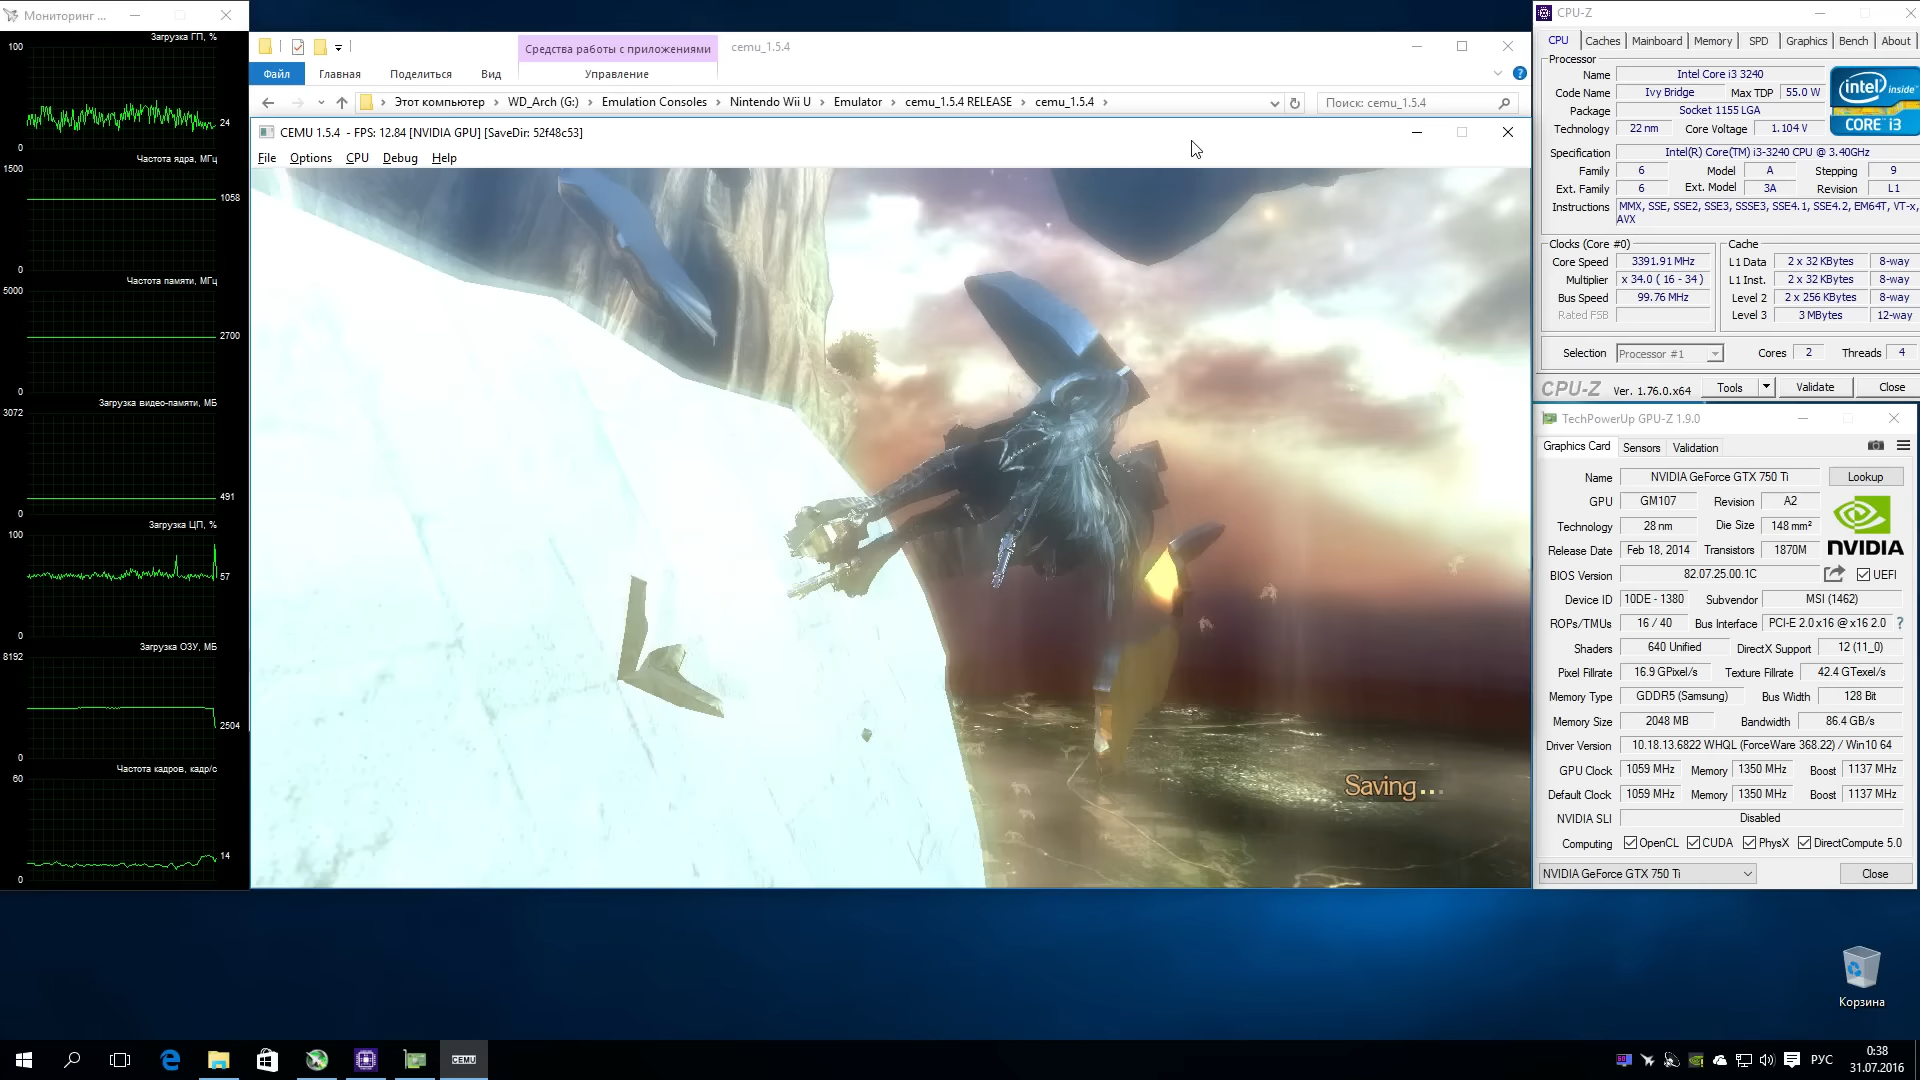 Мониторинг ...
Загрузка ГП, %
100
24
0
Частота ядра, МГц
1500
1058
0
Частота памяти, МГц
5000
2700
0
Загрузка видео-памяти, МБ
3072
491
0
Загрузка ЦП, %
100
57
0
Загрузка ОЗУ, МБ
8192
2504
0
Частота кадров, кадр/с
60
14
0
Средства работы с приложениями cemu_1.5.4
Файл Главная Поделиться Вид Управление
Этот компьютер WD_Arch (G:) Emulation Consoles Nintendo Wii U Emulator cemu_1.5.4 RELEASE cemu_1.5.4
Поиск: cemu_1.5.4
CEMU 1.5.4 - FPS: 12.84 [NVIDIA GPU] [SaveDir: 52f48c53]
File Options CPU Debug Help
Saving...
CPU-Z
CPU Caches Mainboard Memory SPD Graphics Bench About
Processor
Name Intel Core i3 3240
Code Name Ivy Bridge Max TDP 55.0 W
Package Socket 1155 LGA
Technology 22 nm Core Voltage 1.104 V
intel inside
CORE i3
Specification Intel(R) Core(TM) i3-3240 CPU @ 3.40GHz
Family 6 Model A Stepping 9
Ext. Family 6 Ext. Model 3A Revision L1
Instructions MMX, SSE, SSE2, SSE3, SSSE3, SSE4.1, SSE4.2, EM64T, VT-x,
AVX
Clocks (Core #0)
Core Speed 3391.91 MHz
Multiplier x 34.0 ( 16 - 34 )
Bus Speed 99.76 MHz
Rated FSB
Cache
L1 Data 2 x 32 KBytes 8-way
L1 Inst. 2 x 32 KBytes 8-way
Level 2 2 x 256 KBytes 8-way
Level 3 3 MBytes 12-way
Selection Processor #1 Cores 2 Threads 4
CPU-Z Ver. 1.76.0.x64 Tools Validate Close
TechPowerUp GPU-Z 1.9.0
Graphics Card Sensors Validation
Name NVIDIA GeForce GTX 750 Ti Lookup
GPU GM107 Revision A2
Technology 28 nm Die Size 148 mm²
Release Date Feb 18, 2014 Transistors 1870M
NVIDIA
BIOS Version 82.07.25.00.1C UEFI
Device ID 10DE - 1380 Subvendor MSI (1462)
ROPs/TMUs 16 / 40 Bus Interface PCI-E 2.0 x16 @ x16 2.0 ?
Shaders 640 Unified DirectX Support 12 (11_0)
Pixel Fillrate 16.9 GPixel/s Texture Fillrate 42.4 GTexel/s
Memory Type GDDR5 (Samsung) Bus Width 128 Bit
Memory Size 2048 MB Bandwidth 86.4 GB/s
Driver Version 10.18.13.6822 WHQL (ForceWare 368.22) / Win10 64
GPU Clock 1059 MHz Memory 1350 MHz Boost 1137 MHz
Default Clock 1059 MHz Memory 1350 MHz Boost 1137 MHz
NVIDIA SLI Disabled
Computing OpenCL CUDA PhysX DirectCompute 5.0
NVIDIA GeForce GTX 750 Ti Close
Корзина
CEMU
РУС
0:38
31.07.2016